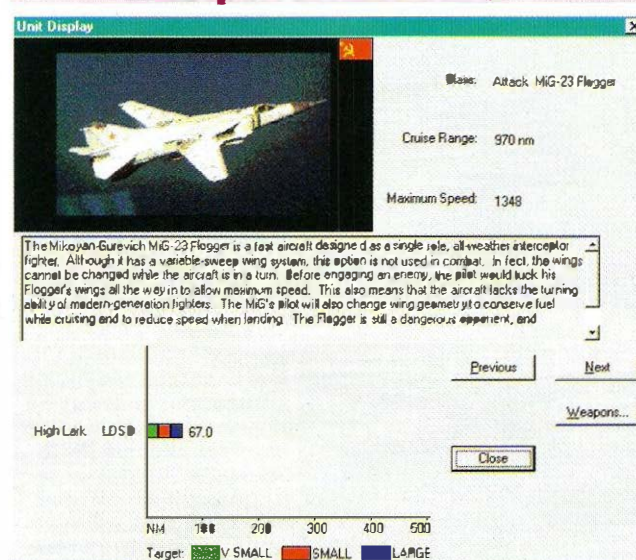 Unit Display
Class: Attack MiG-23 Flogger
Cruise Range: 970 nm
Maximum Speed: 1348
The Mikoyan-Gurevich MiG-23 Flogger is a fast aircraft designed as a single role, all-weather interceptor
fighter. Although it has a variable-sweep wing system, this option is not used in combat. In fact, the wings
cannot be changed while the aircraft is in a turn. Before engaging an enemy, the pilot would tuck his
Flogger's wings all the way in to allow maximum speed. This also means that the aircraft lacks the turning
ability of modern-generation fighters. The MiG's pilot will also change wing geometry to conserve fuel
while cruising and to reduce speed when landing. The Flogger is still a dangerous opponent, and
Previous
Next
Weapons...
High Lark LDSD 67.0
Close
NM 100 200 300 400 500
Target: V SMALL SMALL LARGE